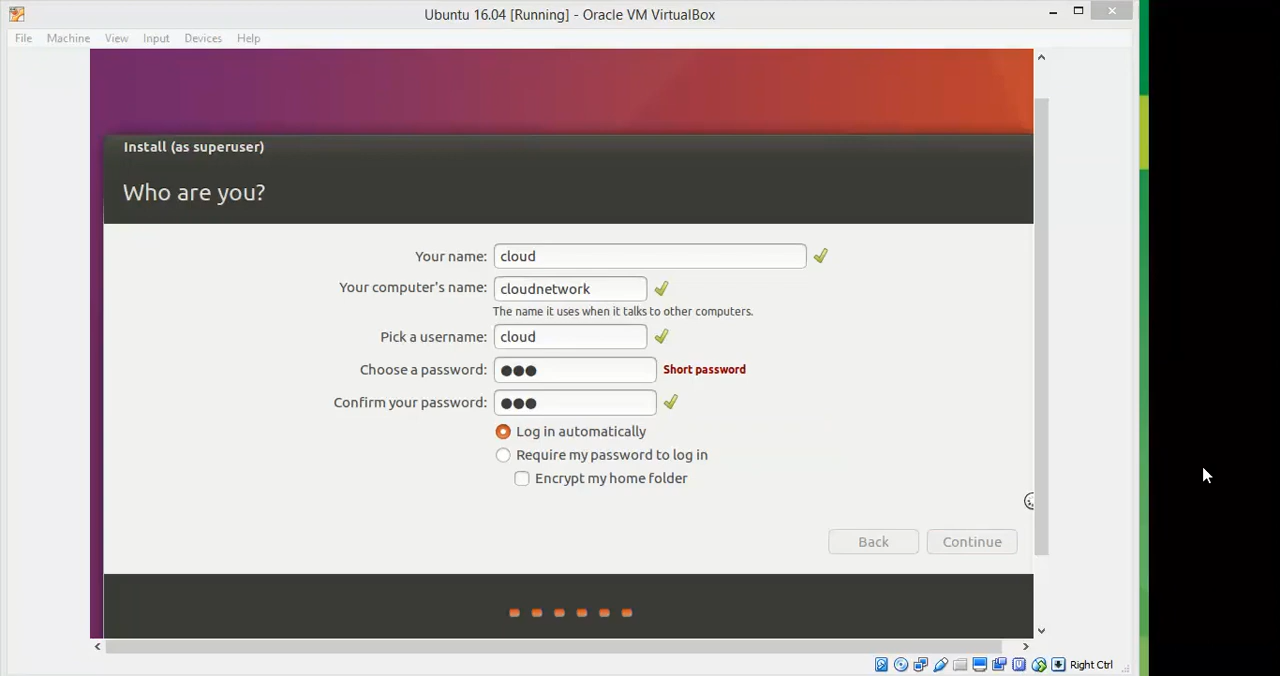 Ubuntu 16.04 [Running] - Oracle VM VirtualBox
File Machine View Input Devices Help
Install (as superuser)
Who are you?
Your name: cloud
Your computer's name: cloudnetwork
The name it uses when it talks to other computers.
Pick a username: cloud
Choose a password: ●●● Short password
Confirm your password: ●●●
Log in automatically
Require my password to log in
Encrypt my home folder
Back Continue
Right Ctrl